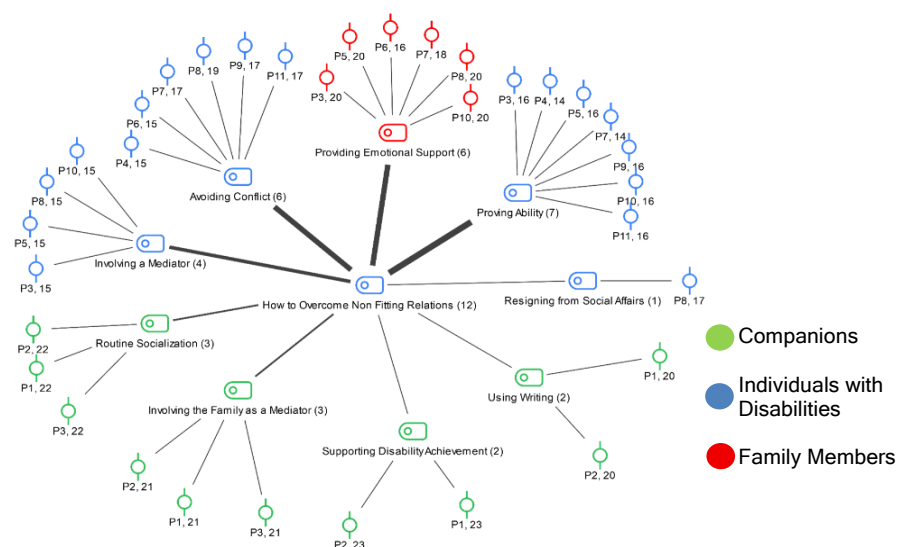 P5, 20
P6, 16
P7, 18
P8, 20
P3, 20
P10, 20
Providing Emotional Support (6)
P8, 19
P9, 17
P11, 17
P7, 17
P6, 15
P4, 15
Avoiding Conflict (6)
P3, 16
P4, 14
P5, 16
P7, 14
P9, 16
P10, 16
P11, 16
Proving Ability (7)
P10, 15
P8, 15
P5, 15
P3, 15
Involving a Mediator (4)
How to Overcome Non Fitting Relations (12)
Resigning from Social Affairs (1)
P8, 17
P2, 22
P1, 22
P3, 22
Routine Socialization (3)
Involving the Family as a Mediator (3)
P2, 21
P1, 21
P3, 21
Supporting Disability Achievement (2)
P2, 23
P1, 23
Using Writing (2)
P1, 20
P2, 20
Companions
Individuals with
Disabilities
Family Members